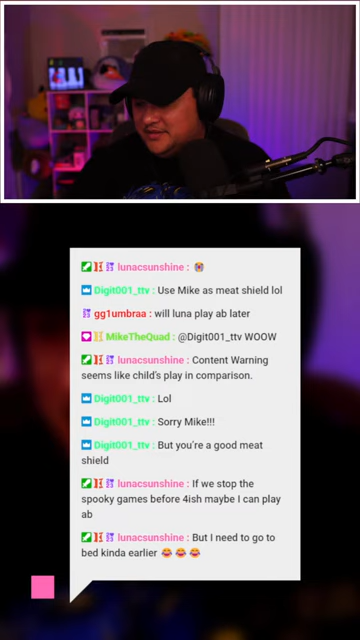 lunacsunshine : 😭
Digit001_ttv : Use Mike as meat shield lol
gg1umbraa : will luna play ab later
MikeTheQuad : @Digit001_ttv WOOW
lunacsunshine : Content Warning
seems like child's play in comparison.
Digit001_ttv : Lol
Digit001_ttv : Sorry Mike!!!
Digit001_ttv : But you're a good meat
shield
lunacsunshine : If we stop the
spooky games before 4ish maybe I can play
ab
lunacsunshine : But I need to go to
bed kinda earlier 😂😂😂